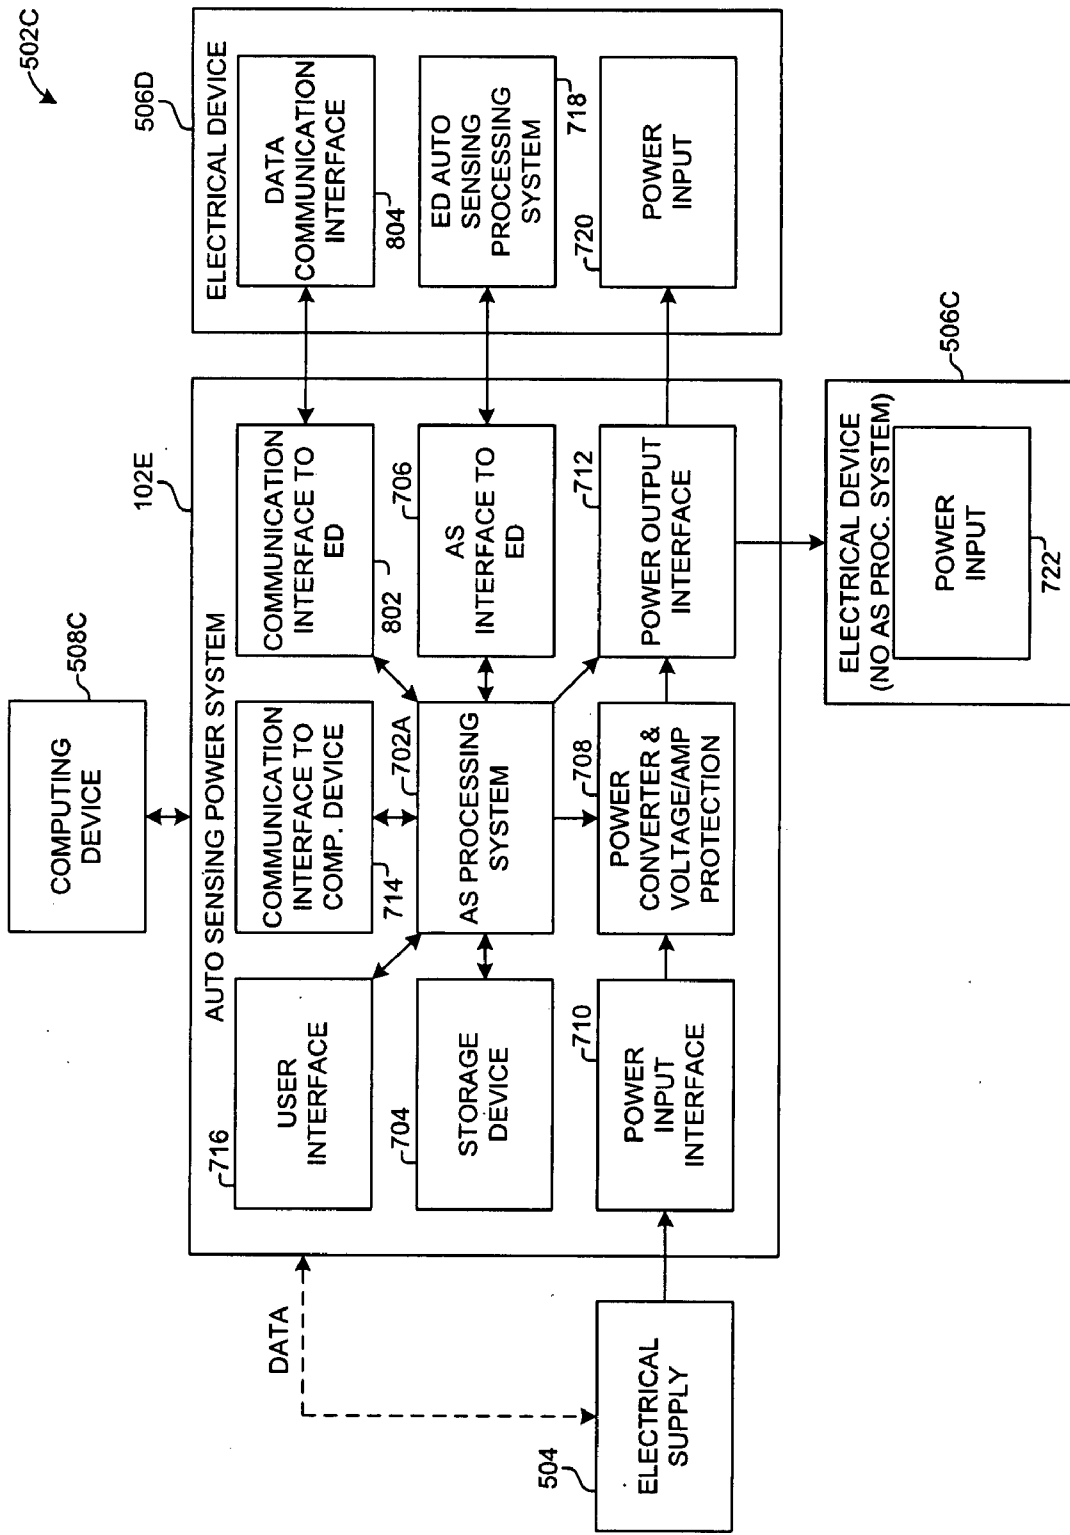 502C
COMPUTING
DEVICE
508C
AUTO SENSING POWER SYSTEM
102E
ELECTRICAL DEVICE
506D
716
USER
INTERFACE
COMMUNICATION
INTERFACE TO
COMP. DEVICE
714
COMMUNICATION
INTERFACE TO
ED
802
DATA
COMMUNICATION
INTERFACE
804
DATA
704
STORAGE
DEVICE
702A
AS PROCESSING
SYSTEM
706
AS
INTERFACE TO
ED
ED AUTO
SENSING
PROCESSING
SYSTEM
718
504
ELECTRICAL
SUPPLY
710
POWER
INPUT
INTERFACE
708
POWER
CONVERTER &
VOLTAGE/AMP
PROTECTION
712
POWER OUTPUT
INTERFACE
720
POWER
INPUT
506C
ELECTRICAL DEVICE
(NO AS PROC. SYSTEM)
POWER
INPUT
722